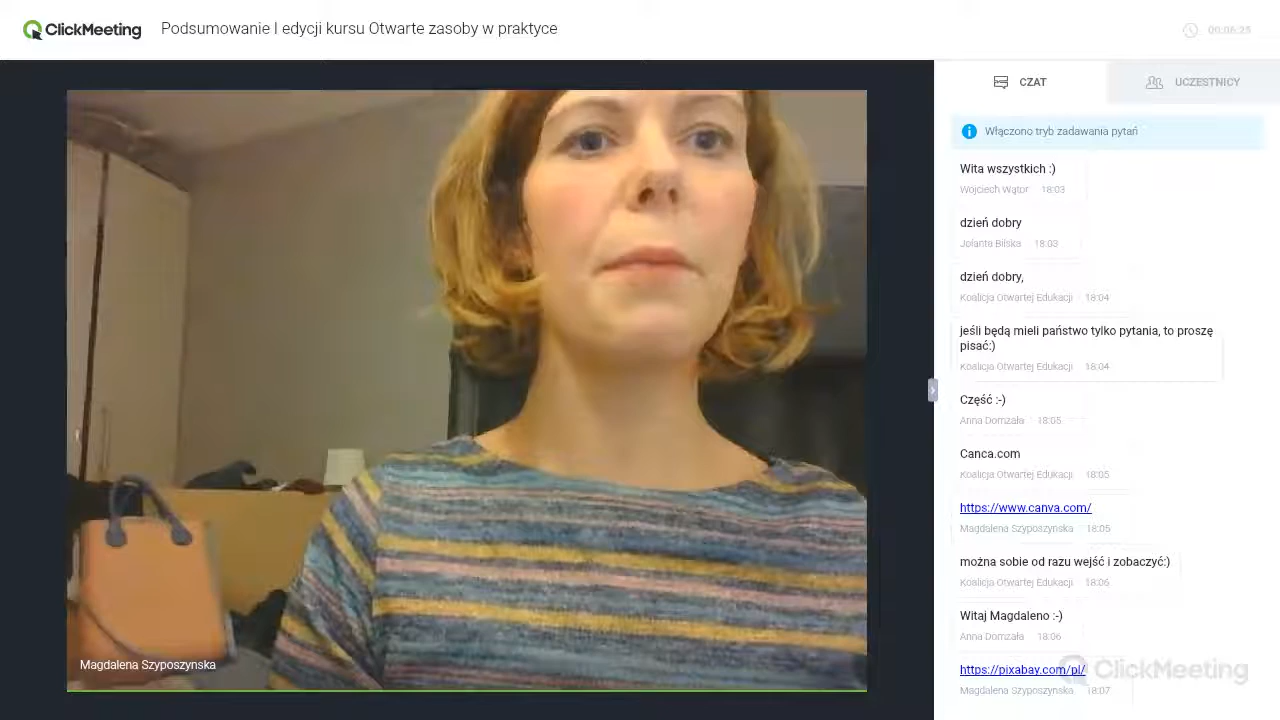 ClickMeeting
Podsumowanie I edycji kursu Otwarte zasoby w praktyce
00:06:25
CZAT
UCZESTNICY
Włączono tryb zadawania pytań
Wita wszystkich :)
Wojciech Wątor 18:03
dzień dobry
Jolanta Bilska 18:03
dzień dobry,
Koalicja Otwartej Edukacji 18:04
jeśli będą mieli państwo tylko pytania, to proszę
pisać:)
Koalicja Otwartej Edukacji 18:04
Część :-)
Anna Domżała 18:05
Canca.com
Koalicja Otwartej Edukacji 18:05
https://www.canva.com/
Magdalena Szyposzynska 18:05
można sobie od razu wejść i zobaczyć:)
Koalicja Otwartej Edukacji 18:06
Witaj Magdaleno :-)
Anna Domżała 18:06
https://pixabay.com/pl/
Magdalena Szyposzynska 18:07
ClickMeeting
Magdalena Szyposzynska